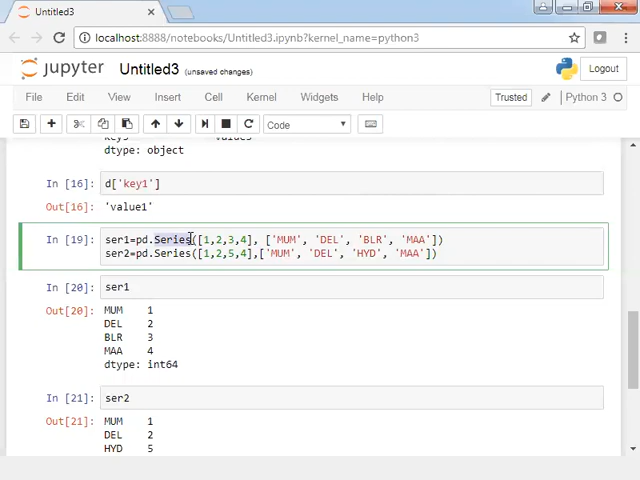 Untitled3
localhost:8888/notebooks/Untitled3.ipynb?kernel_name=python3
jupyter Untitled3 (unsaved changes) Logout
File Edit View Insert Cell Kernel Widgets Help Trusted Python 3
Code
dtype: object
In [16]: d['key1']
Out[16]: 'value1'
In [19]: ser1=pd.Series([1,2,3,4], ['MUM', 'DEL', 'BLR', 'MAA'])
ser2=pd.Series([1,2,5,4],['MUM', 'DEL', 'HYD', 'MAA'])
In [20]: ser1
Out[20]: MUM 1
DEL 2
BLR 3
MAA 4
dtype: int64
In [21]: ser2
Out[21]: MUM 1
DEL 2
HYD 5